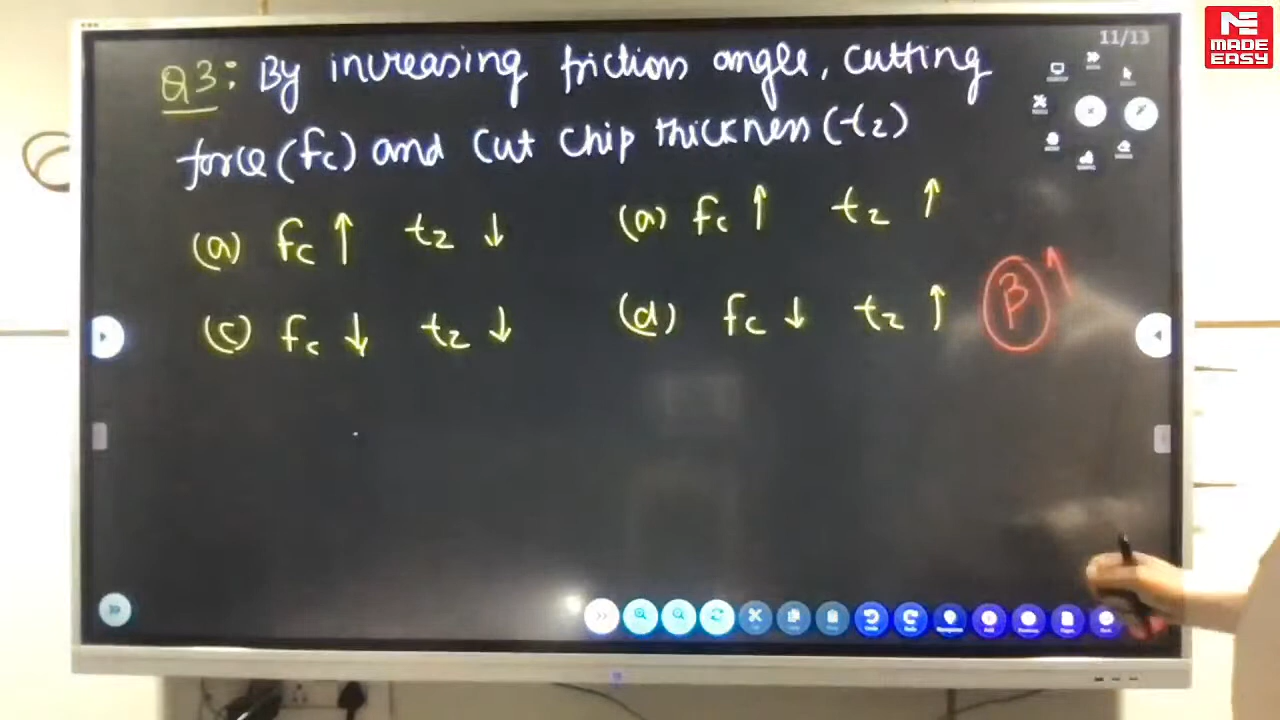 MADE EASY
11/13
Q3: By increasing friction angle, cutting
force (fc) and cut chip thickness (t2)
(a) fc ↑ t2 ↓ (a) fc ↑ t2 ↑
(c) fc ↓ t2 ↓ (d) fc ↓ t2 ↑
β ↑